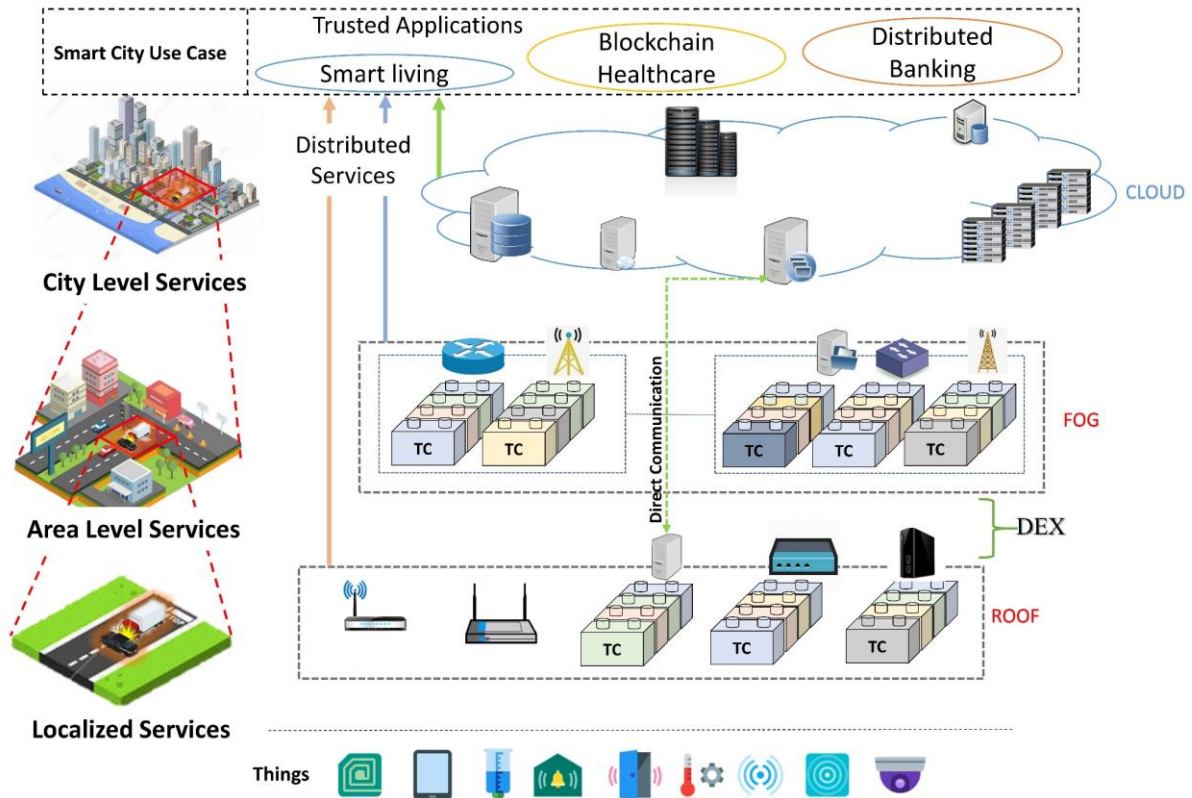 Smart City Use Case
Trusted Applications
Smart living
Blockchain
Healthcare
Distributed
Banking
Distributed
Services
CLOUD
City Level Services
Direct Communication
TC
TC
TC
TC
TC
FOG
Area Level Services
DEX
TC
TC
TC
ROOF
Localized Services
Things